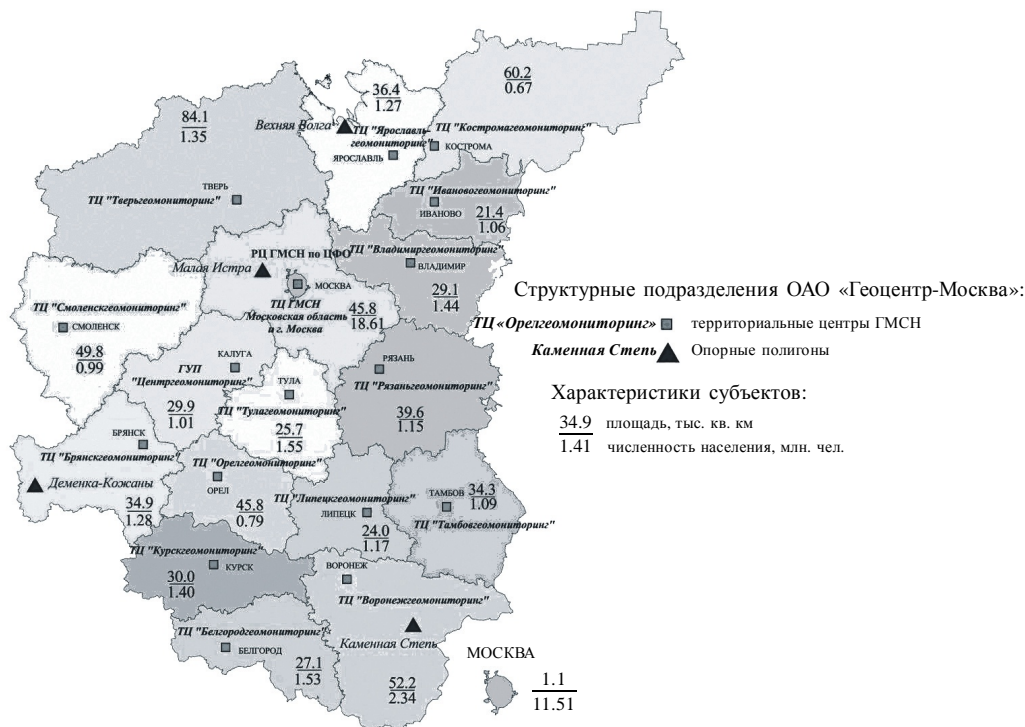 60.2
0.67
36.4
1.27
84.1
1.35
Верхняя Волга
ТЦ "Ярославль-
геомониторинг"
ЯРОСЛАВЛЬ
ТЦ "Костромагеомониторинг"
КОСТРОМА
ТВЕРЬ
ТЦ "Тверьгеомониторинг"
ТЦ "Ивановогеомониторинг"
ИВАНОВО
21.4
1.06
РЦ ГМСН по ЦФО
ТЦ "Владимиргеомониторинг"
ВЛАДИМИР
29.1
1.44
Малая Истра
МОСКВА
ТЦ ГМСН
Московская область
и г. Москва
45.8
18.61
ТЦ "Смоленскгеомониторинг"
СМОЛЕНСК
49.8
0.99
КАЛУГА
ГУП
"Центргеомониторинг"
29.9
1.01
ТУЛА
ТЦ "Тулагеомониторинг"
25.7
1.55
РЯЗАНЬ
ТЦ "Рязаньгеомониторинг"
39.6
1.15
БРЯНСК
ТЦ "Брянскгеомониторинг"
Деменка-Кожаны
34.9
1.28
ТЦ "Орелгеомониторинг"
ОРЕЛ
45.8
0.79
ТЦ "Липецкгеомониторинг"
ЛИПЕЦК
24.0
1.17
ТАМБОВ
34.3
1.09
ТЦ "Тамбовгеомониторинг"
ТЦ "Курскгеомониторинг"
КУРСК
30.0
1.40
ВОРОНЕЖ
ТЦ "Воронежгеомониторинг"
Каменная Степь
52.2
2.34
ТЦ "Белгородгеомониторинг"
БЕЛГОРОД
27.1
1.53
Структурные подразделения ОАО «Геоцентр-Москва»:
ТЦ «Орелгеомониторинг» территориальные центры ГМСН
Каменная Степь Опорные полигоны
Характеристики субъектов:
34.9 площадь, тыс. кв. км
1.41 численность населения, млн. чел.
МОСКВА
1.1
11.51